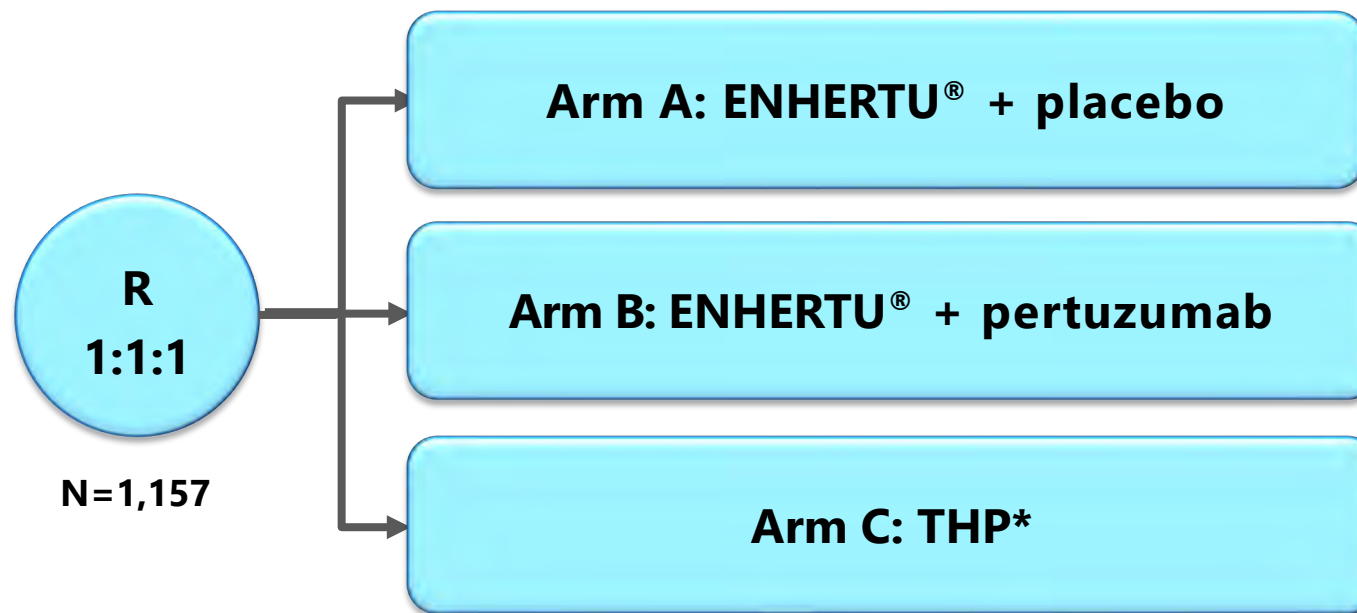 Arm A: ENHERTU® + placebo
R
1:1:1
Arm B: ENHERTU® + pertuzumab
N=1,157
Arm C: THP*